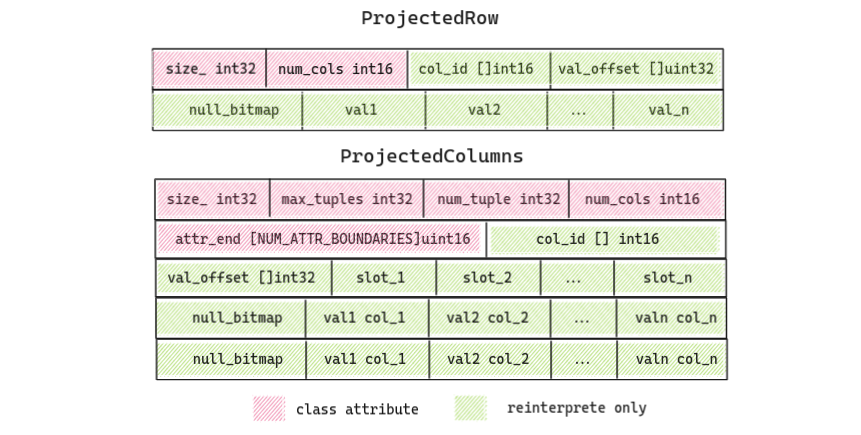 ProjectedRow
size_ int32 num_cols int16 col_id []int16 val_offset []uint32
null_bitmap val1 val2 ... val_n
ProjectedColumns
size_ int32 max_tuples int32 num_tuple int32 num_cols int16
attr_end [NUM_ATTR_BOUNDARIES]uint16 col_id [] int16
val_offset []int32 slot_1 slot_2 ... slot_n
null_bitmap val1 col_1 val2 col_2 ... valn col_n
null_bitmap val1 col_1 val2 col_2 ... valn col_n
class attribute reinterprete only